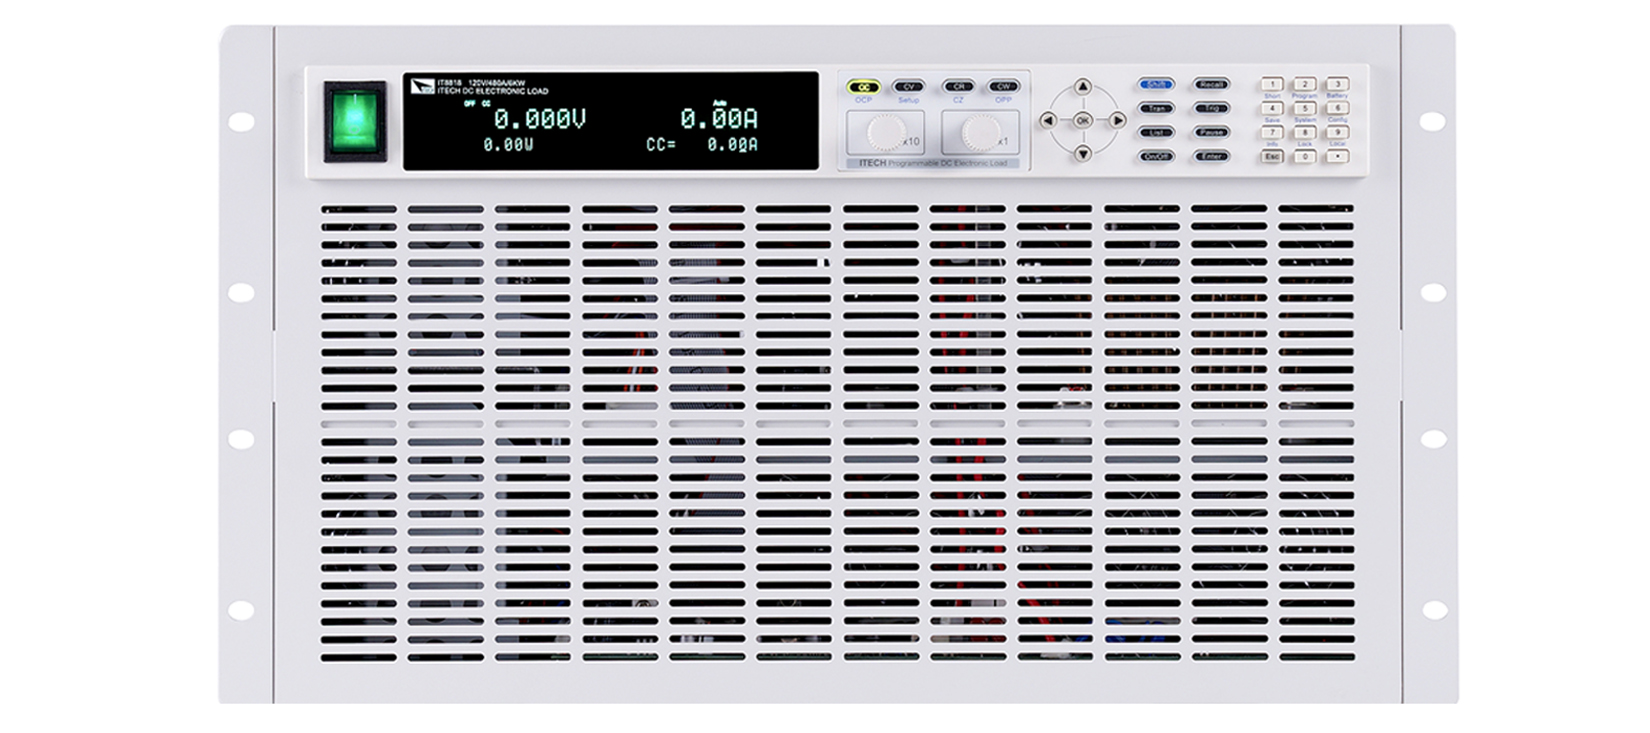 IT8818 120V/480A/6KW
ITECH DC ELECTRONIC LOAD
OFF CC
Auto
0.000V 0.00A
0.00W CC= 0.00A
CC CV CR CW
OCP Setup CZ OPP
x10 x1
ITECH Programmable DC Electronic Load
OK
Shift Recall
Tran Trig
List Pause
On/Off Enter
1 2 3
Short Program Battery
4 5 6
Save System Config
7 8 9
Info Lock Local
Esc 0 •